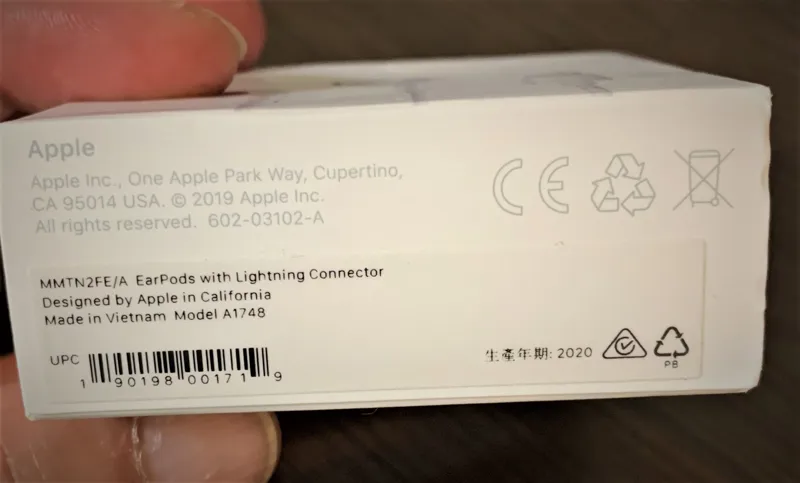 Apple
Apple Inc., One Apple Park Way, Cupertino,
CA 95014 USA. © 2019 Apple Inc.
All rights reserved. 602-03102-A
CE
MMTN2FE/A EarPods with Lightning Connector
Designed by Apple in California
Made in Vietnam Model A1748
UPC
1 90198 00171 9
生產年期: 2020
PB